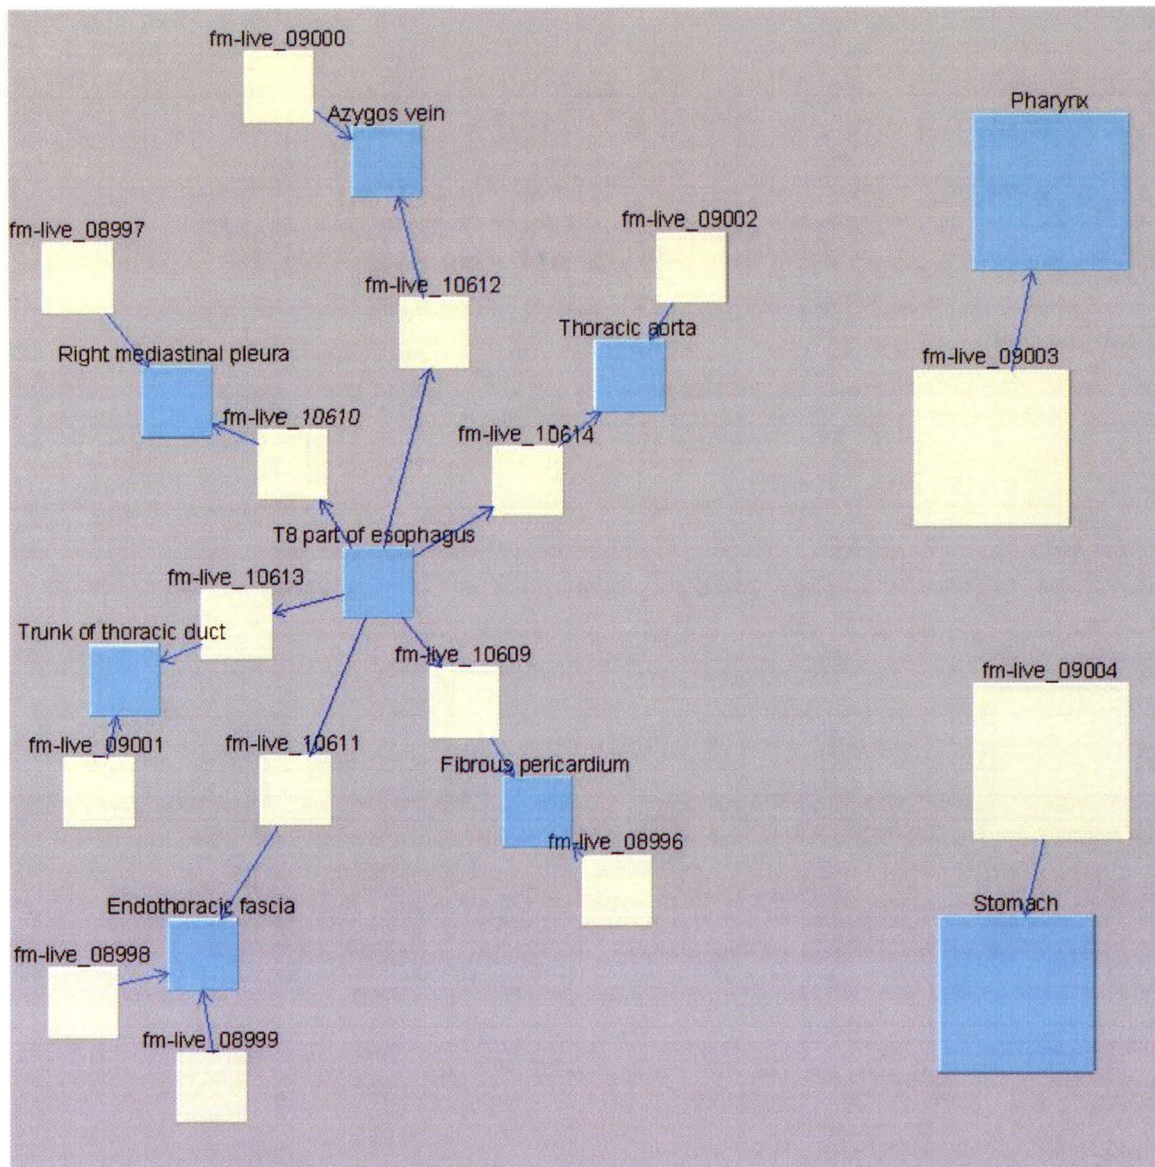 fm-live_09000
Pharynx
Azygos vein
fm-live_08997
fm-live_09002
fm-live_10612
Thoracic aorta
Right mediastinal pleura
fm-live_09003
fm-live_10610
fm-live_10614
T8 part of esophagus
fm-live_10613
Trunk of thoracic duct
fm-live_10609
fm-live_09004
fm-live_09001
fm-live_10611
Fibrous pericardium
fm-live_08996
Endothoracic fascia
Stomach
fm-live_08998
fm-live_08999